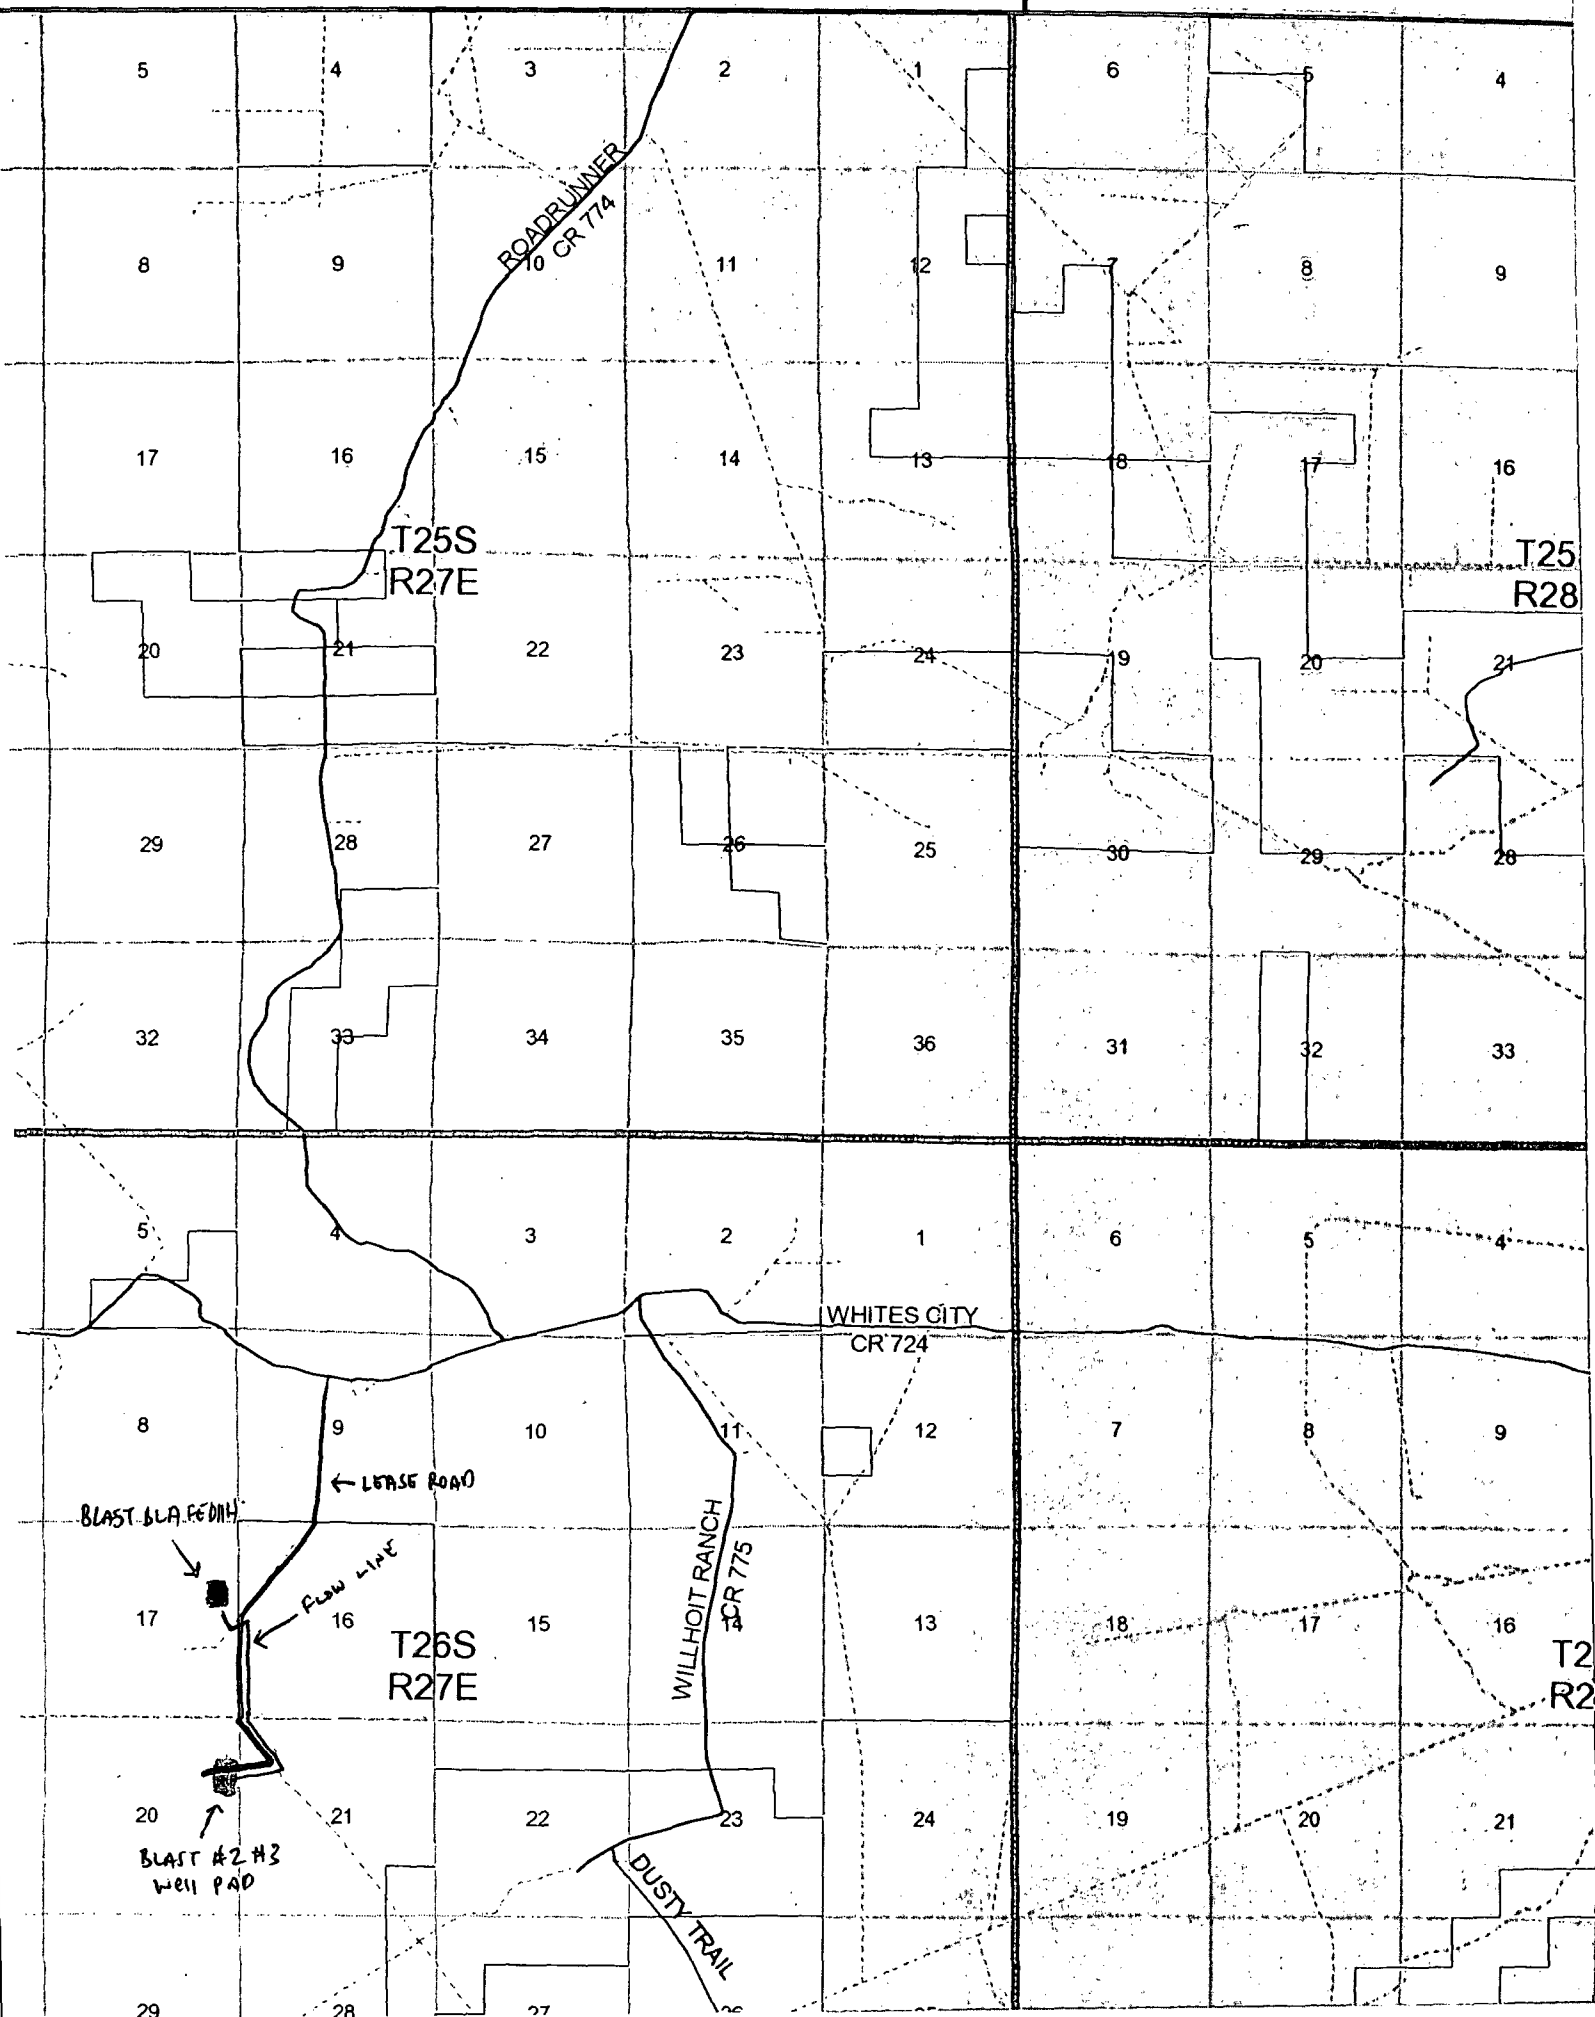 5 4 3 2 1 6 5 4
ROADRUNNER
CR 774
8 9 10 11 12 7 8 9
17 16 15 14 13 18 17 16
T25S
R27E
T25
R28
20 21 22 23 24 19 20 21
29 28 27 26 25 30 29 28
32 33 34 35 36 31 32 33
5 4 3 2 1 6 5 4
WHITES CITY
CR 724
8 9 10 11 12 7 8 9
← LEASE ROAD
BLAST BLA FED #1H
FLOW LINE
WILLHOIT RANCH
CR 775
17 16 15 14 13 18 17 16
T26S
R27E
T2
R2
20 21 22 23 24 19 20 21
BLAST #2 #3
WELL PAD
DUSTY TRAIL
29 28 27 26